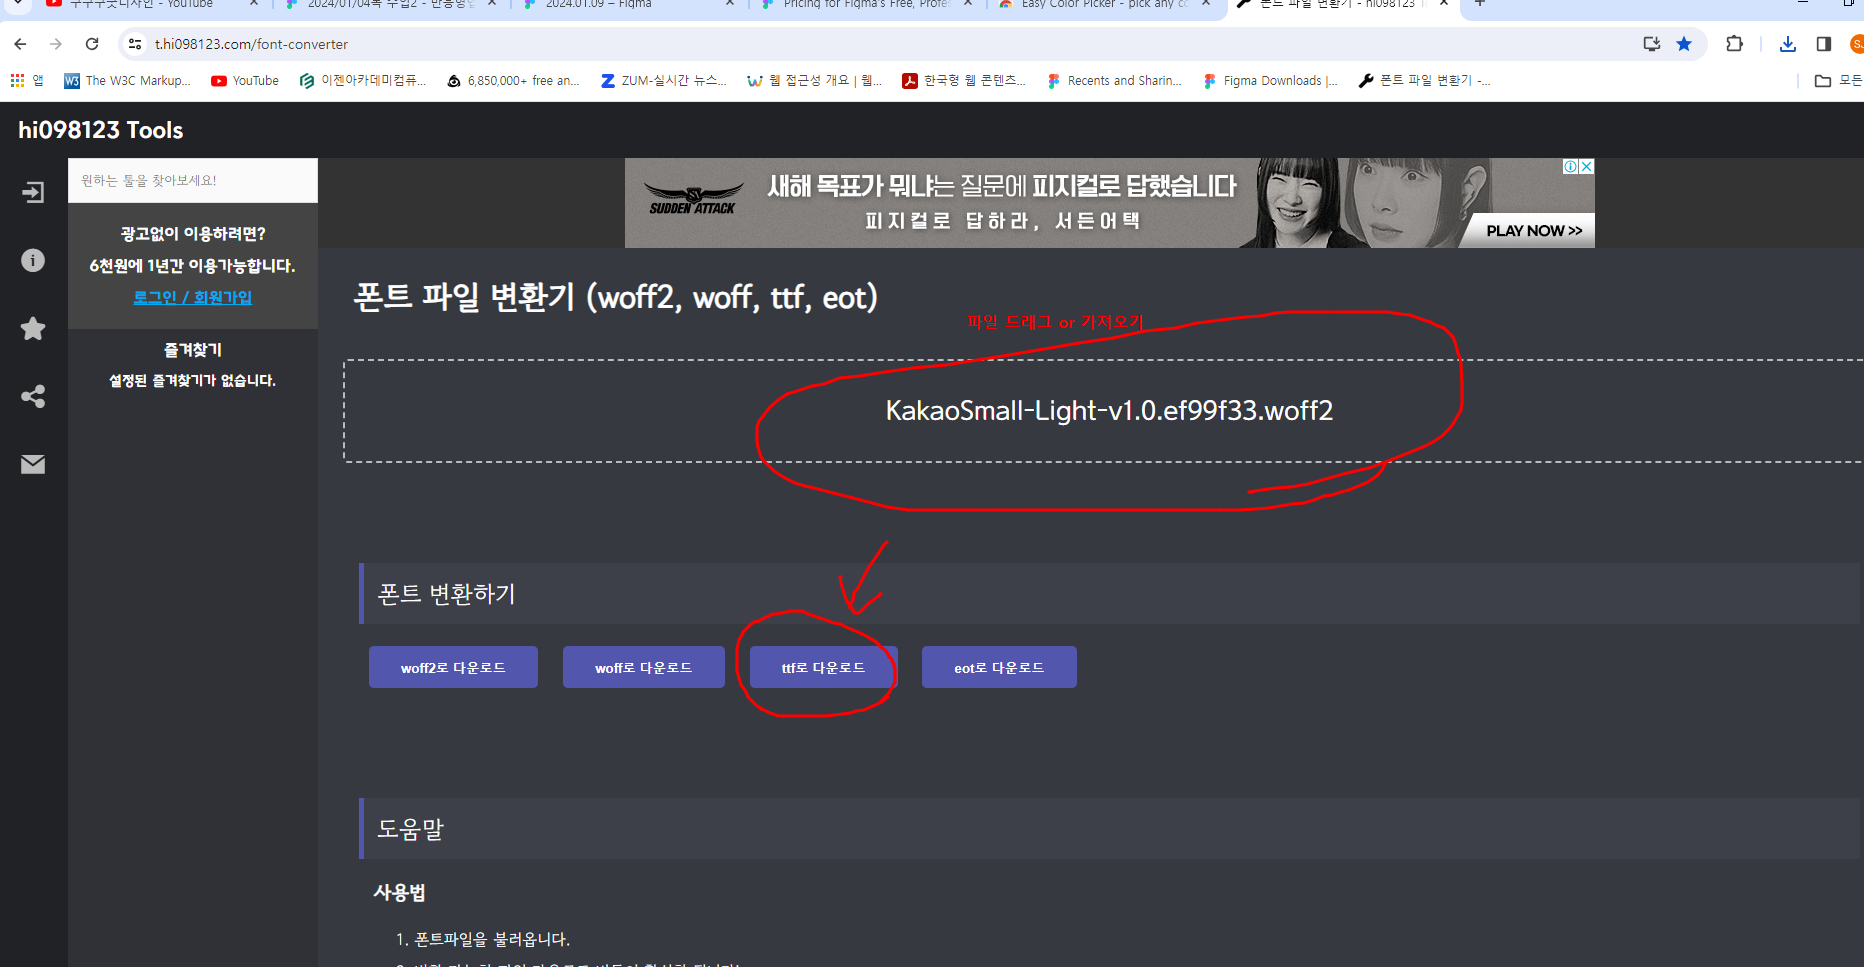 구구구굿디자인 - YouTube
2024.01.09 – Figma
Pricing for Figma's Free, Profe
Easy Color Picker - pick any co
폰트 파일 변환기 - hi098123 T
t.hi098123.com/font-converter
앱
The W3C Markup...
YouTube
이젠아카데미컴퓨...
6,850,000+ free an...
ZUM-실시간 뉴스...
웹 접근성 개요 | 웹...
한국형 웹 콘텐츠...
Recents and Sharin...
Figma Downloads |...
폰트 파일 변환기 -...
모든
hi098123 Tools
원하는 툴을 찾아보세요!
광고없이 이용하려면?
6천원에 1년간 이용가능합니다.
로그인 / 회원가입
즐겨찾기
설정된 즐겨찾기가 없습니다.
SUDDEN ATTACK
새해 목표가 뭐냐는 질문에 피지컬로 답했습니다
피지컬로 답하라, 서든어택
PLAY NOW >>
폰트 파일 변환기 (woff2, woff, ttf, eot)
파일 드래그 or 가져오기
KakaoSmall-Light-v1.0.ef99f33.woff2
폰트 변환하기
woff2로 다운로드
woff로 다운로드
ttf로 다운로드
eot로 다운로드
도움말
사용법
1. 폰트파일을 불러옵니다.